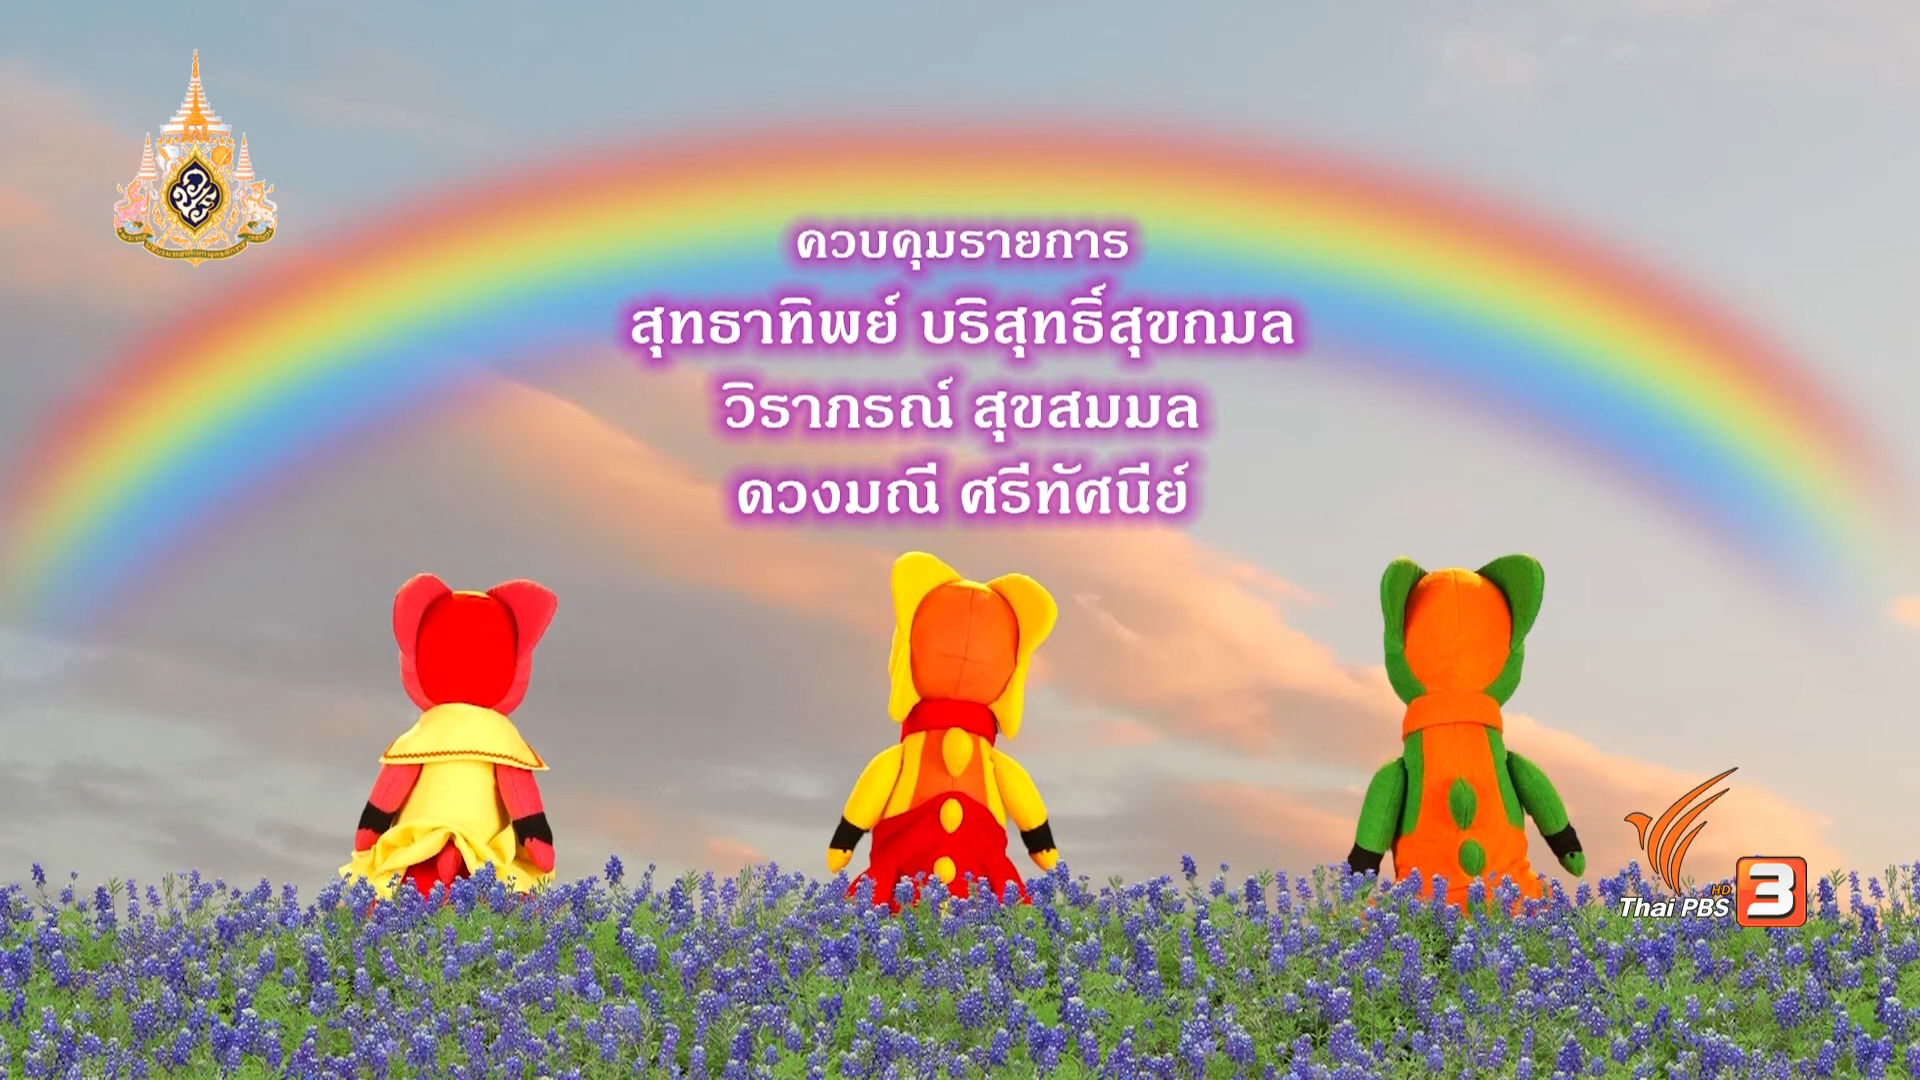 ควบคุมรายการ
สุทธาทิพย์ บริสุทธิ์สุขกมล
วิราภรณ์ สุขสมมล
ดวงมณี ศรีทัศนีย์
HD
Thai PBS 3